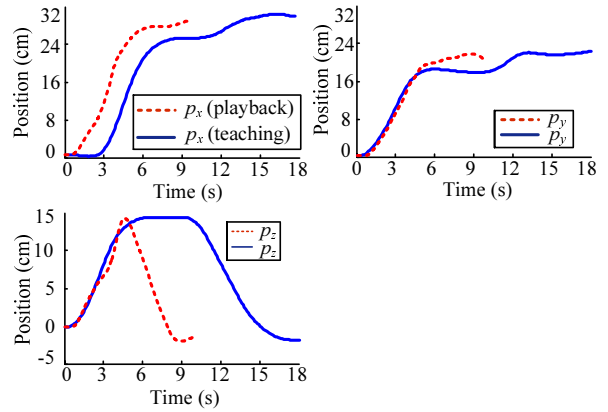 Position (cm)
32
24
16
8
0
p_x (playback)
p_x (teaching)
0 3 6 9 12 15 18
Time (s)
Position (cm)
32
24
16
8
0
p_y
p_y
0 3 6 9 12 15 18
Time (s)
Position (cm)
15
10
5
0
-5
p_z
p_z
0 3 6 9 12 15 18
Time (s)